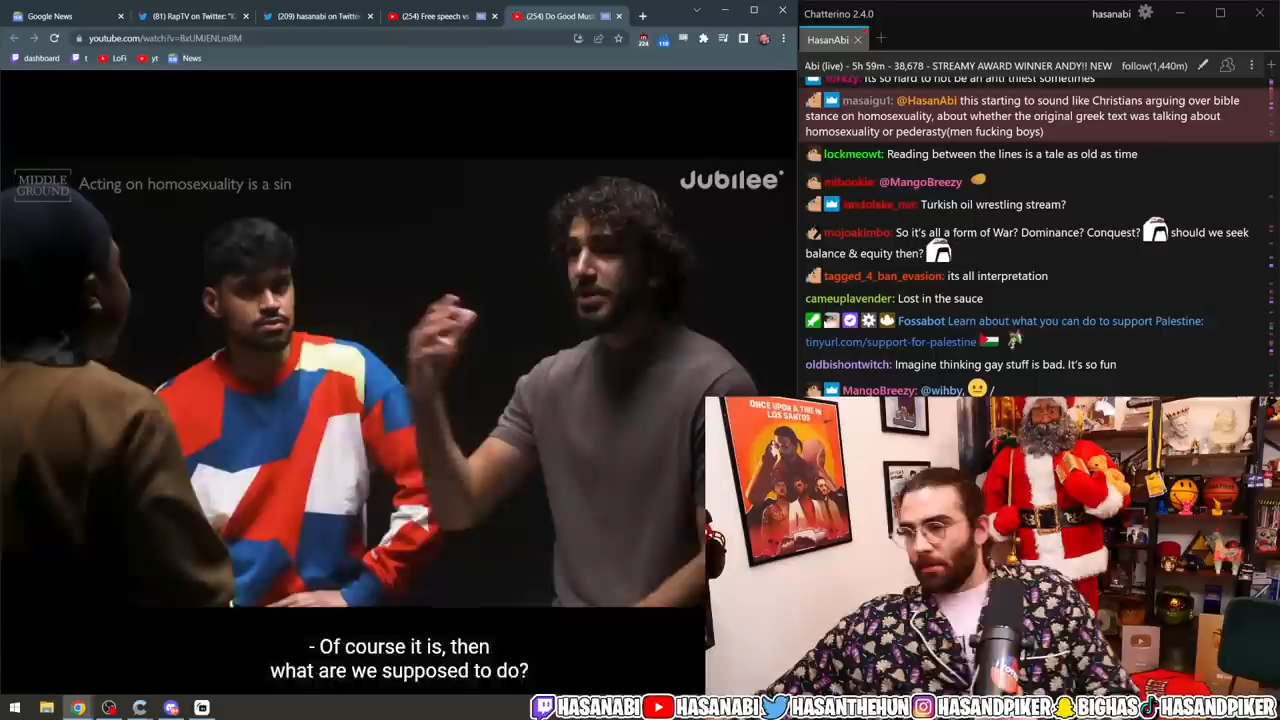 Google News
(81) RapTV on Twitter: "K
(209) hasanabi on Twitte
(254) Free speech vs
(254) Do Good Mus
youtube.com/watch?v=BxUMJENLmBM
224
118
dashboard
t
LoFi
yt
News
MIDDLE
GROUND
Acting on homosexuality is a sin
Jubilee
- Of course it is, then
what are we supposed to do?
Chatterino 2.4.0
hasanabi
HasanAbi
Abi (live) - 5h 59m - 38,678 - STREAMY AWARD WINNER ANDY!! NEW
follow(1,440m)
its so hard to not be an anti thiest sometimes
masaigu1: @HasanAbi this starting to sound like Christians arguing over bible
stance on homosexuality, about whether the original greek text was talking about
homosexuality or pederasty(men fucking boys)
lockmeowt: Reading between the lines is a tale as old as time
mibookie: @MangoBreezy
Turkish oil wrestling stream?
mojoakimbo: So it's all a form of War? Dominance? Conquest? should we seek
balance & equity then?
tagged_4_ban_evasion: its all interpretation
cameuplavender: Lost in the sauce
Fossabot Learn about what you can do to support Palestine:
tinyurl.com/support-for-palestine
oldbishontwitch: Imagine thinking gay stuff is bad. It's so fun
MangoBreezy: @wihby, /
ONCE UPON A TIME IN
LOS SANTOS
HASANABI
HASANABI
HASANTHEHUN
HASANDPIKER
BIGHAS
HASANDPIKER